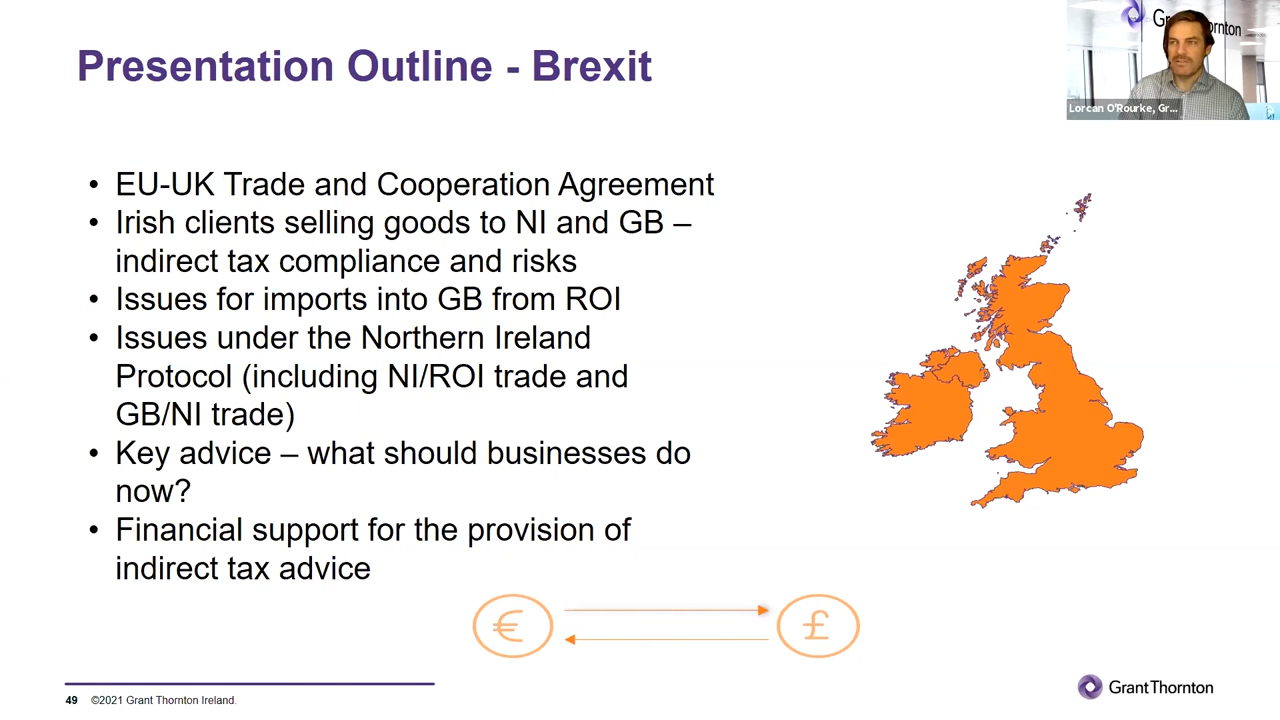 Presentation Outline - Brexit
Grant Thornton
Lorcan O'Rourke, Gr...
• EU-UK Trade and Cooperation Agreement
• Irish clients selling goods to NI and GB –
indirect tax compliance and risks
• Issues for imports into GB from ROI
• Issues under the Northern Ireland
Protocol (including NI/ROI trade and
GB/NI trade)
• Key advice – what should businesses do
now?
• Financial support for the provision of
indirect tax advice
€ £
49 ©2021 Grant Thornton Ireland.
Grant Thornton